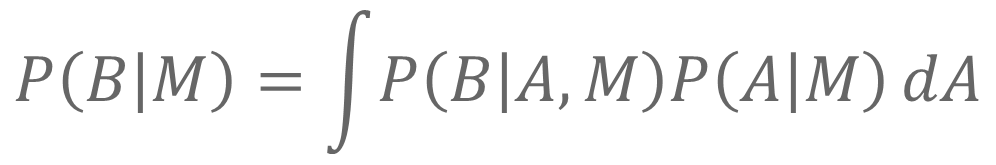 P(B|M) = ∫ P(B|A, M)P(A|M) dA